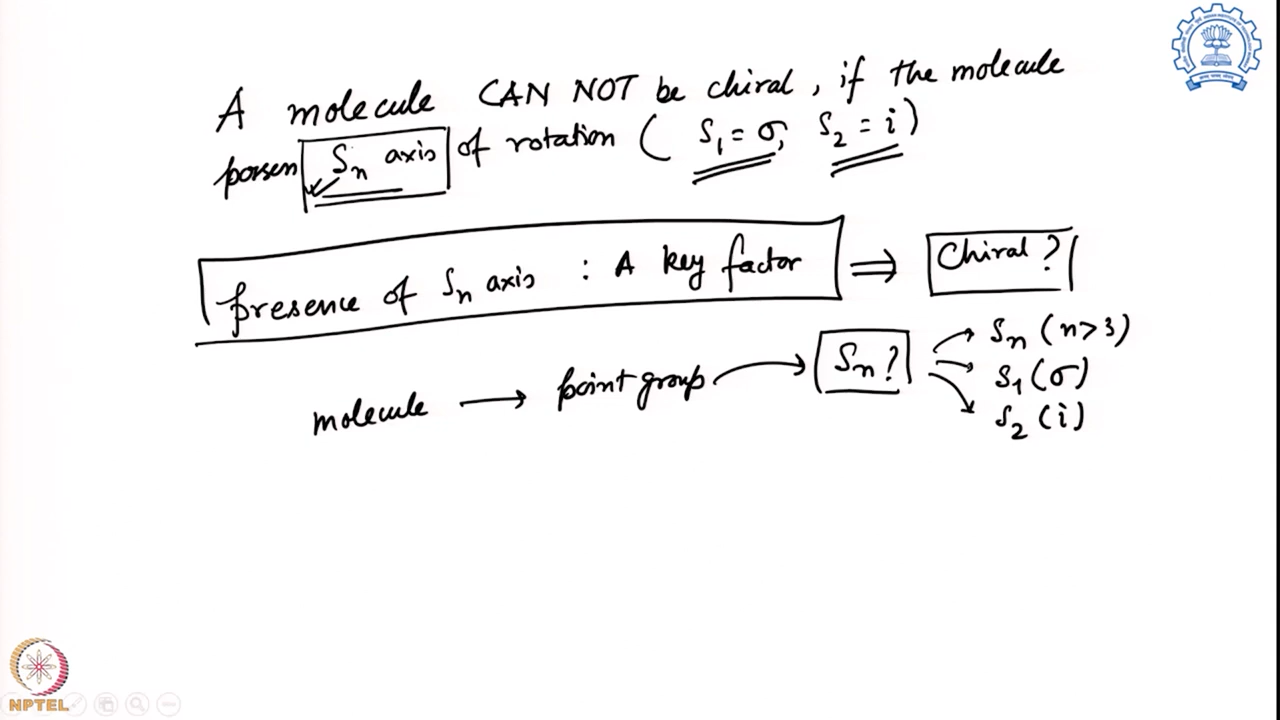 A molecule CAN NOT be chiral, if the molecule
possess Sn axis of rotation ( S1 = σ, S2 = i )
presence of Sn axis : A key factor ⇒ Chiral ?
molecule → point group → Sn ?
Sn (n > 3)
S1 (σ)
S2 (i)
NPTEL